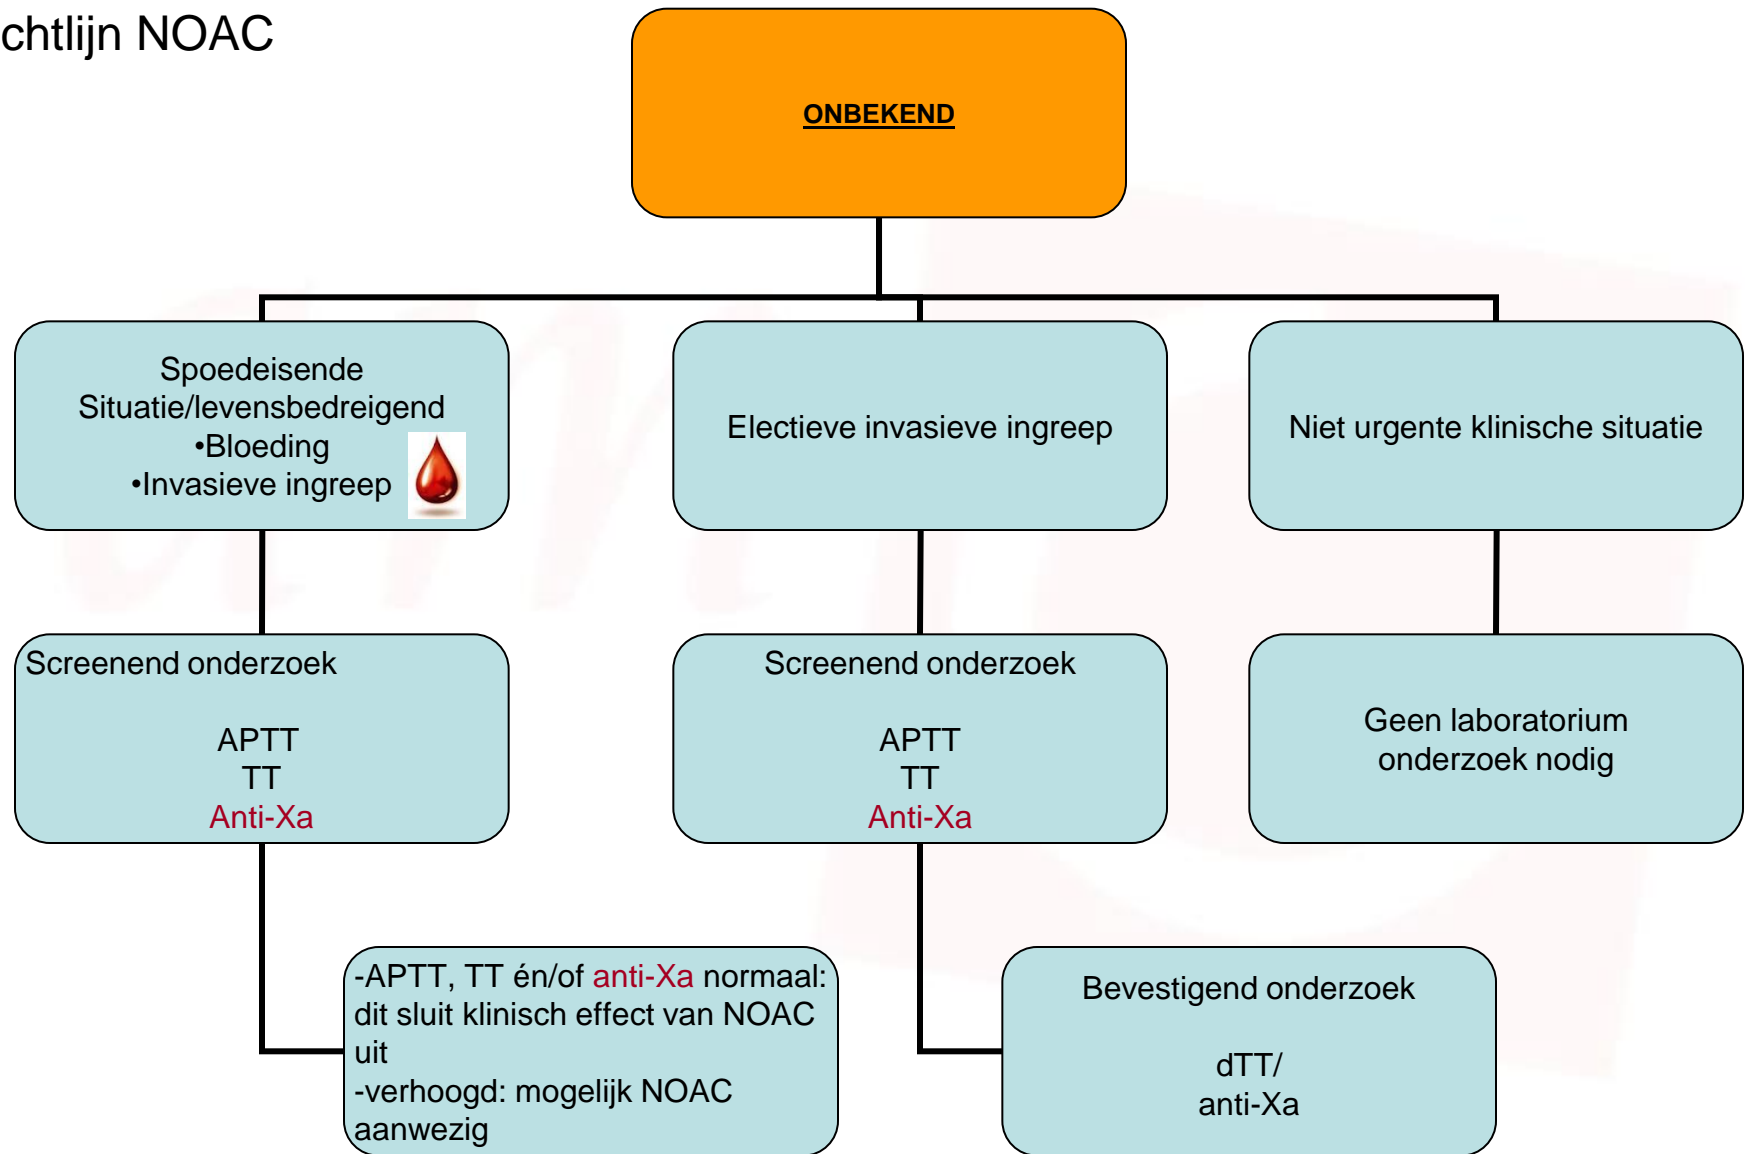 chtlijn NOAC
ONBEKEND
Spoedeisende
Situatie/levensbedreigend
•Bloeding
•Invasieve ingreep
Electieve invasieve ingreep
Niet urgente klinische situatie
Screenend onderzoek
APTT
TT
Anti-Xa
Screenend onderzoek
APTT
TT
Anti-Xa
Geen laboratorium
onderzoek nodig
-APTT, TT én/of anti-Xa normaal:
dit sluit klinisch effect van NOAC
uit
-verhoogd: mogelijk NOAC
aanwezig
Bevestigend onderzoek
dTT/
anti-Xa